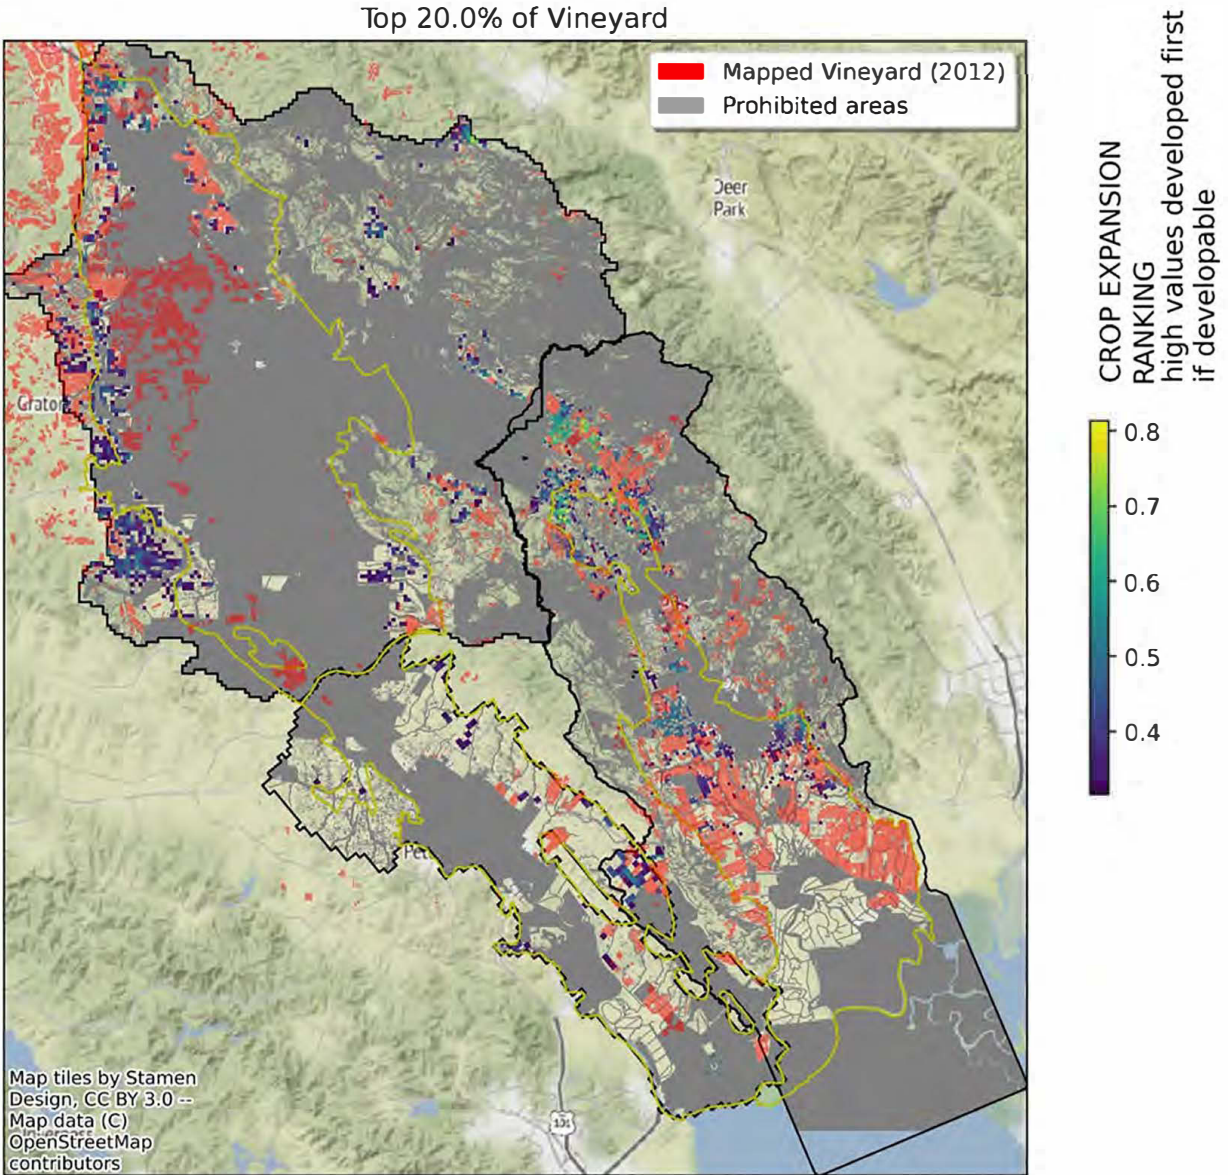 Top 20.0% of Vineyard
Mapped Vineyard (2012)
Prohibited areas
Deer
Park
Graton
Pet
101
Map tiles by Stamen
Design, CC BY 3.0 --
Map data (C)
OpenStreetMap
contributors
CROP EXPANSION
RANKING
high values developed first
if developable
0.8
0.7
0.6
0.5
0.4